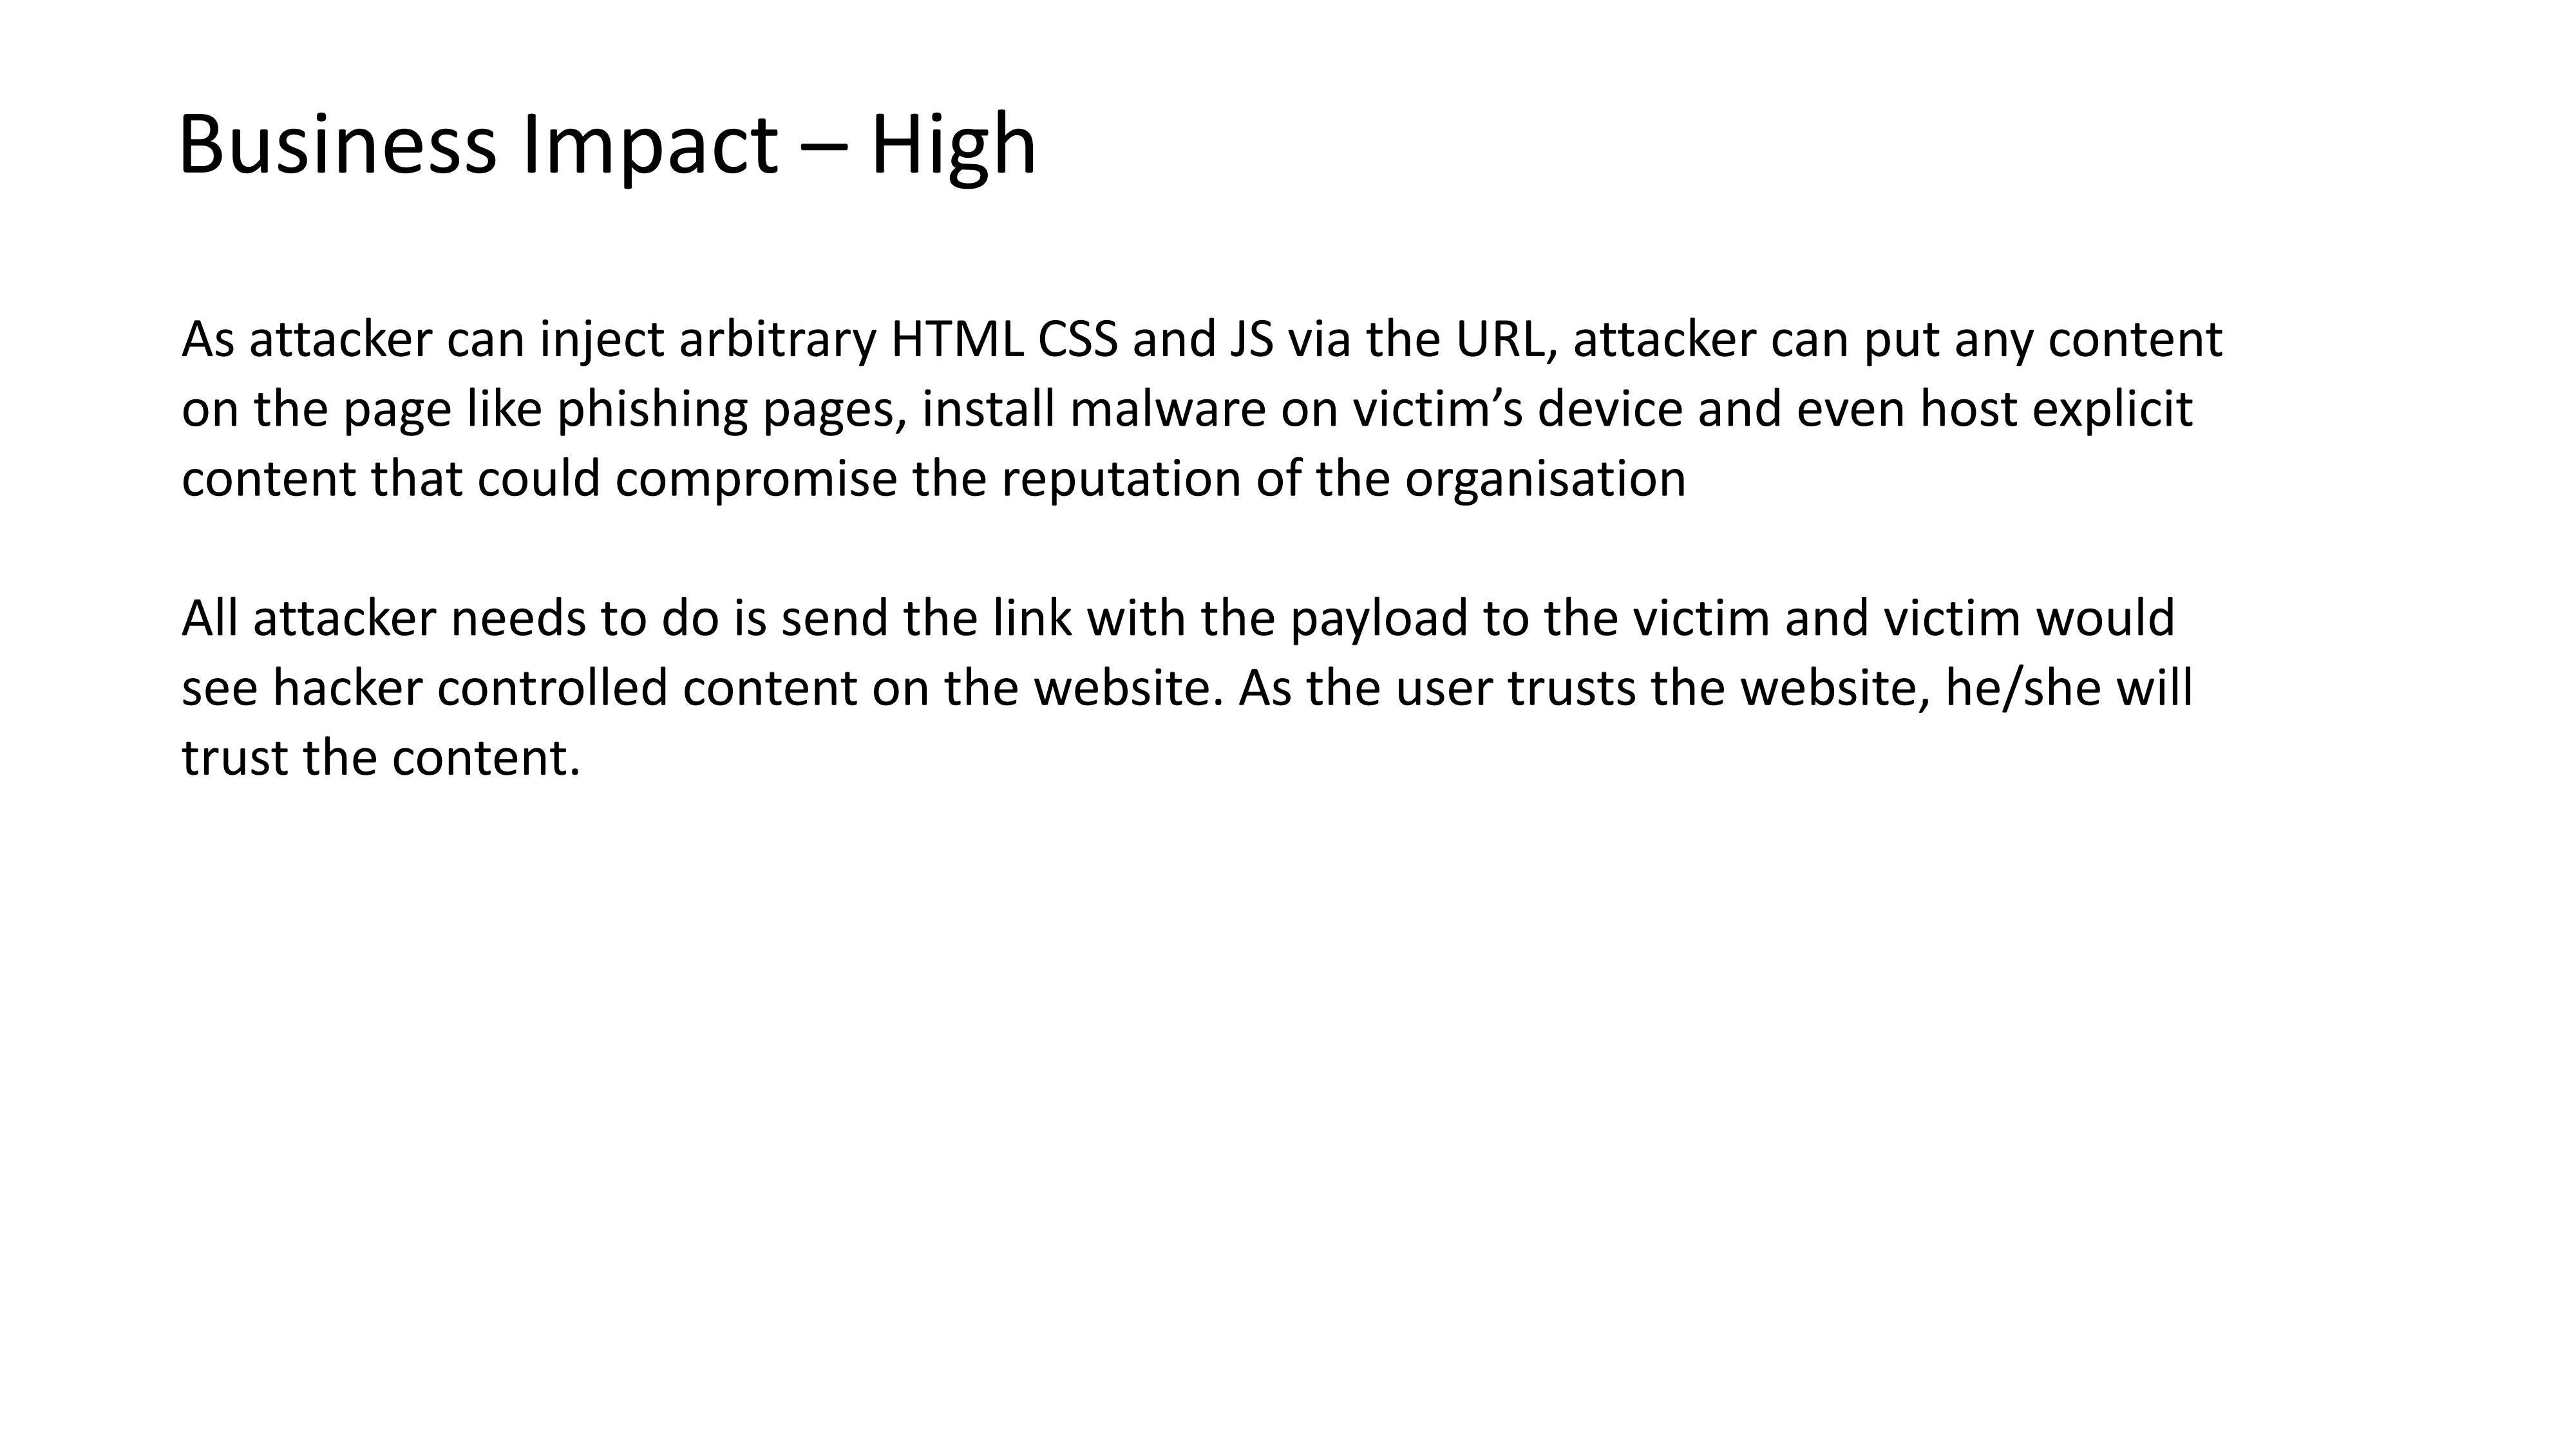 Business Impact – High
As attacker can inject arbitrary HTML CSS and JS via the URL, attacker can put any content
on the page like phishing pages, install malware on victim’s device and even host explicit
content that could compromise the reputation of the organisation
All attacker needs to do is send the link with the payload to the victim and victim would
see hacker controlled content on the website. As the user trusts the website, he/she will
trust the content.